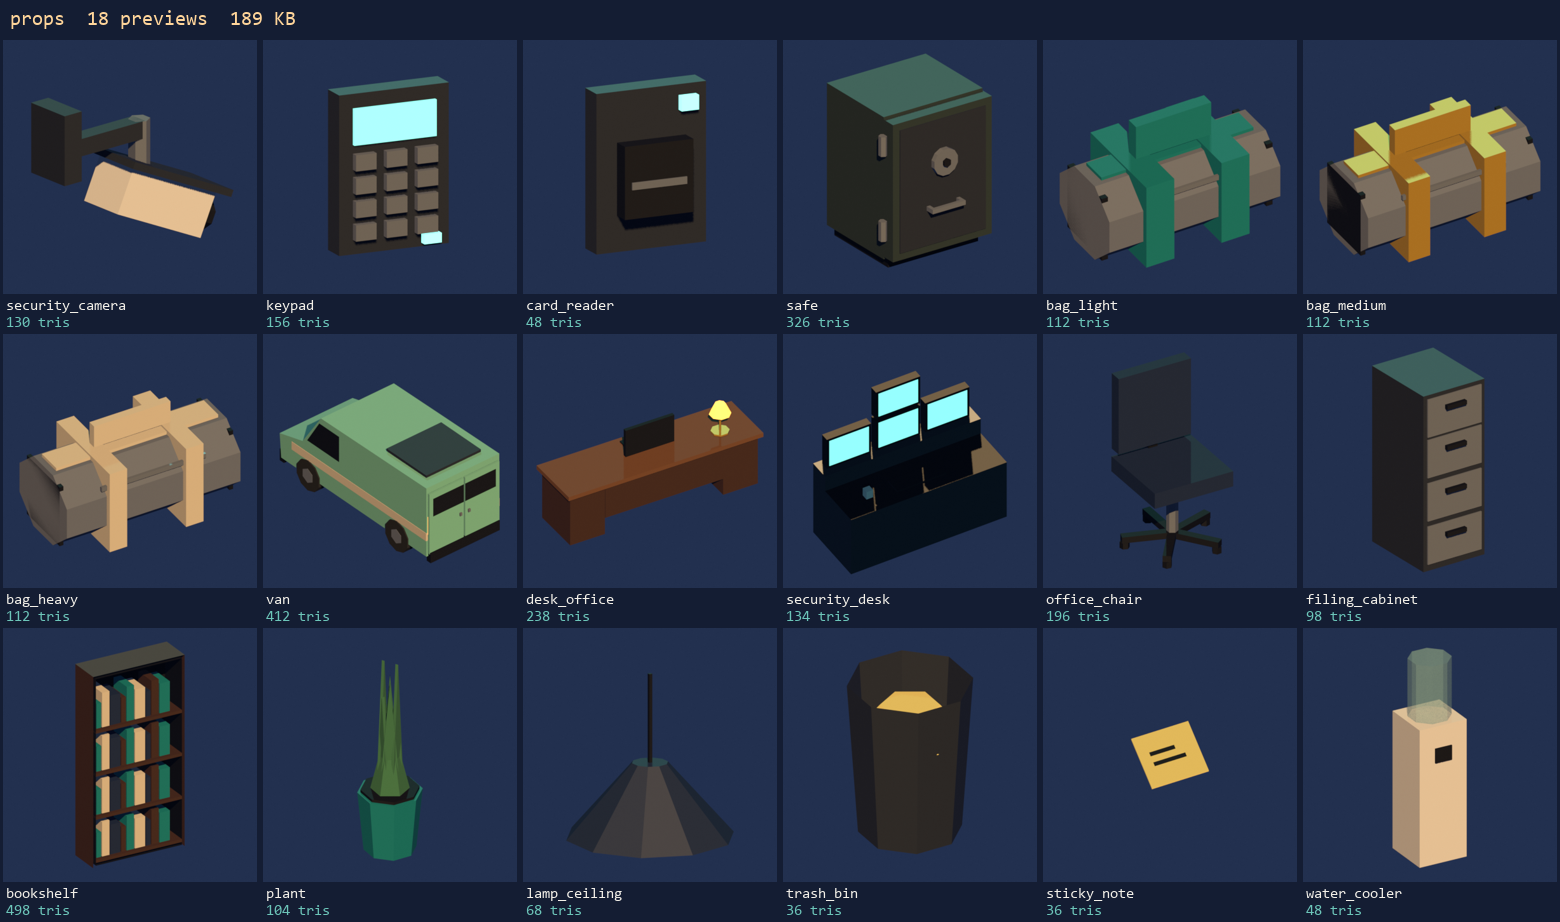 props  18 previews  189 KB
security_camera
130 tris
keypad
156 tris
card_reader
48 tris
safe
326 tris
bag_light
112 tris
bag_medium
112 tris
bag_heavy
112 tris
van
412 tris
desk_office
238 tris
security_desk
134 tris
office_chair
196 tris
filing_cabinet
98 tris
bookshelf
498 tris
plant
104 tris
lamp_ceiling
68 tris
trash_bin
36 tris
sticky_note
36 tris
water_cooler
48 tris